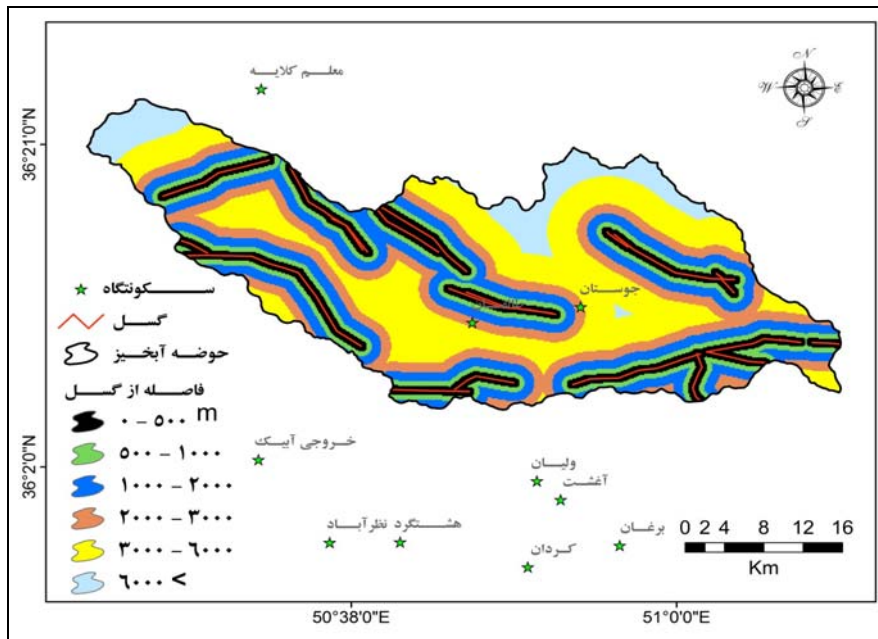 معلم کلایه
N
W E
S
36°21'0"N
جوستان
سکونتگاه
گسل
حوضه آبخیز
فاصله از گسل
۰ - ۵۰۰ m
۵۰۰ - ۱۰۰۰
۱۰۰۰ - ۲۰۰۰
۲۰۰۰ - ۳۰۰۰
۳۰۰۰ - ۶۰۰۰
۶۰۰۰ <
36°2'0"N
خروجی آبیک
ولیان
آغشت
نظرآباد
هشتگرد
کردان
برغان
0 2 4 8 12 16
Km
50°38'0"E
51°0'0"E